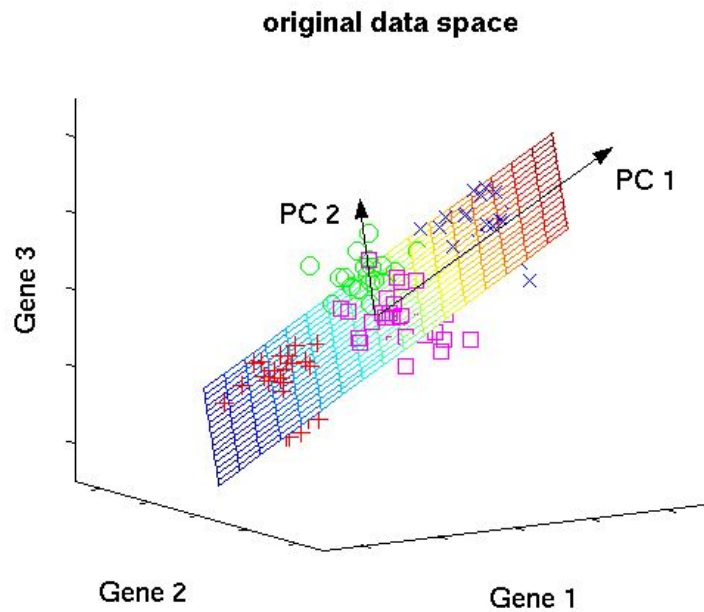 original data space
PC 1
PC 2
Gene 3
Gene 2
Gene 1